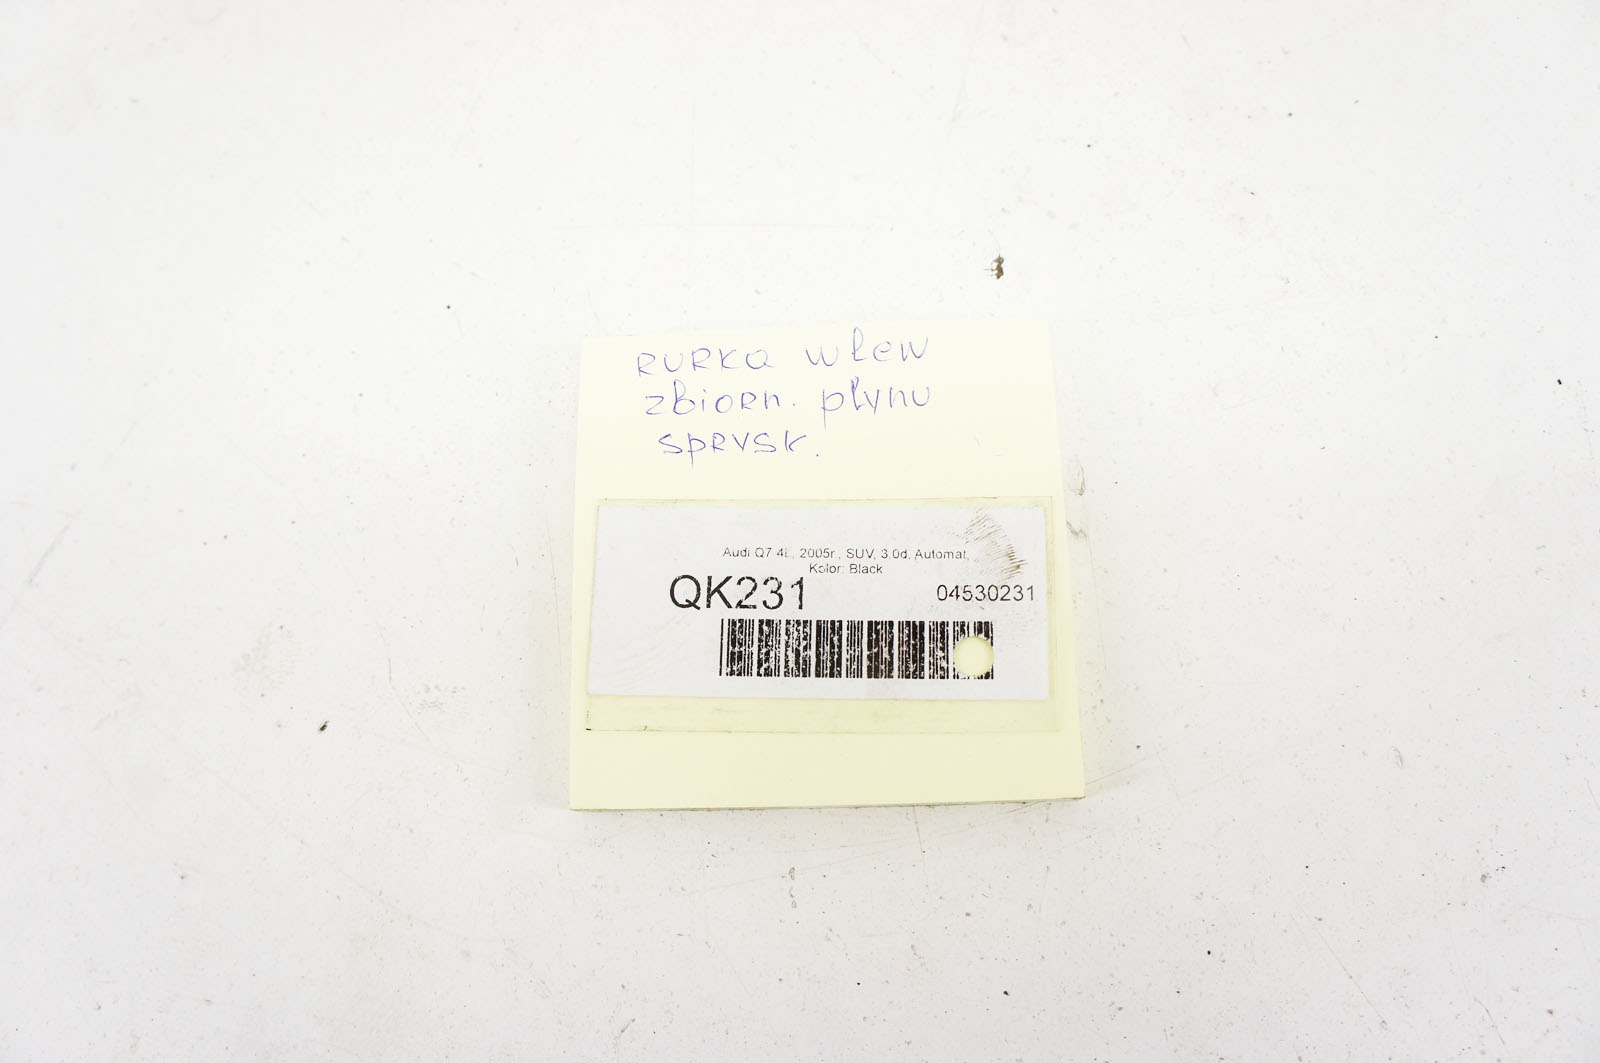 RURKa wlew
zbiorn. płynu
sprysk.
Audi Q7 4L, 2005r., SUV, 3.0d, Automat,
Kolor: Black
QK231
04530231